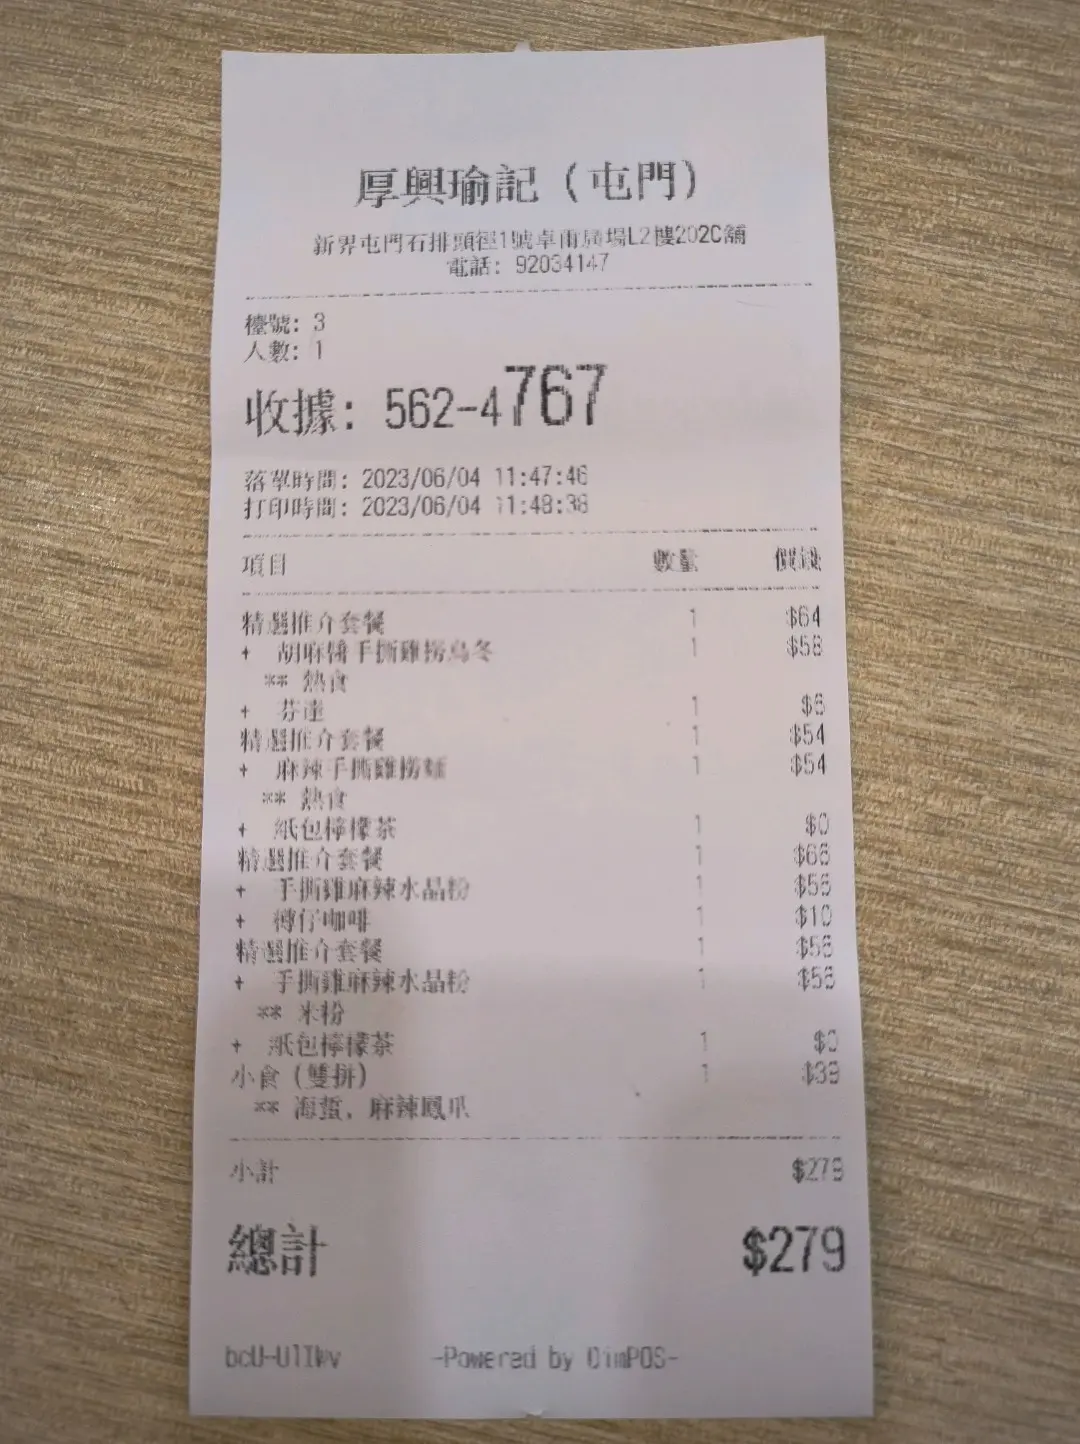 厚興瑜記（屯門）
新界屯門石排頭徑1號卓爾廣場L2樓202C舖
電話: 92034147
檯號: 3
人數: 1
收據: 562-4767
落單時間: 2023/06/04 11:47:46
打印時間: 2023/06/04 11:48:38
項目 數量 價錢
精選推介套餐 1 $64
+ 胡麻醬手撕雞撈烏冬 1 $58
** 熱食
+ 芬達 1 $6
精選推介套餐 1 $54
+ 麻辣手撕雞撈麵 1 $54
** 熱食
+ 紙包檸檬茶 1 $0
精選推介套餐 1 $66
+ 手撕雞麻辣水晶粉 1 $56
+ 樽仔咖啡 1 $10
精選推介套餐 1 $56
+ 手撕雞麻辣水晶粉 1 $56
** 米粉
+ 紙包檸檬茶 1 $0
小食（雙拼） 1 $39
** 海蜇, 麻辣鳳爪
小計 $279
總計 $279
-Powered by DimPOS-